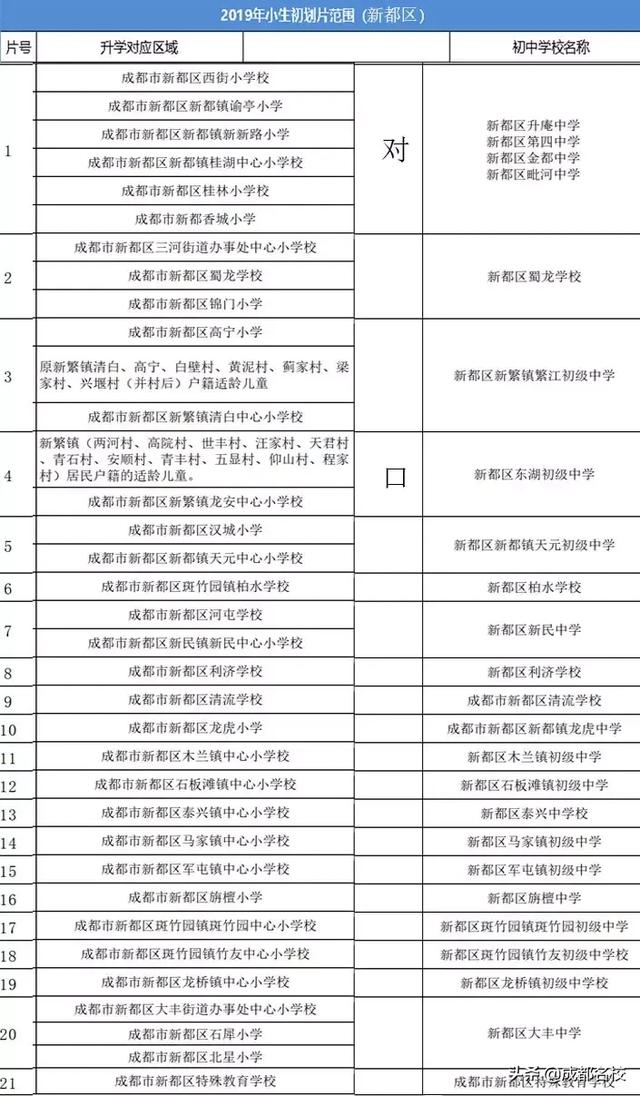 2019年小生初划片范围（新都区）
片号
升学对应区域
初中学校名称
1
成都市新都区西街小学校
成都市新都区新都镇谕亭小学
成都市新都区新都镇新新路小学
成都市新都区新都镇桂湖中心小学校
成都市新都区桂林小学校
成都市新都香城小学
对
新都区升庵中学
新都区第四中学
新都区金都中学
新都区毗河中学
2
成都市新都区三河街道办事处中心小学校
成都市新都区蜀龙学校
成都市新都区锦门小学
新都区蜀龙学校
3
成都市新都区高宁小学
原新繁镇清白、高宁、白壁村、黄泥村、蓟家村、梁
家村、兴堰村（并村后）户籍适龄儿童
成都市新都区新繁镇清白中心小学校
新都区新繁镇繁江初级中学
4
新繁镇（两河村、高院村、世丰村、汪家村、天君村
、青石村、安顺村、青丰村、五显村、仰山村、程家
村）居民户籍的适龄儿童。
成都市新都区新繁镇龙安中心小学校
口
新都区东湖初级中学
5
成都市新都区汉城小学
成都市新都区新都镇天元中心小学校
新都区新都镇天元初级中学
6
成都市新都区斑竹园镇柏水学校
新都区柏水学校
7
成都市新都区河屯学校
成都市新都区新民镇新民中心小学校
新都区新民中学
8
成都市新都区利济学校
新都区利济学校
9
成都市新都区清流学校
成都市新都区清流学校
10
成都市新都区龙虎小学
成都市新都区新都镇龙虎中学
11
成都市新都区木兰镇中心小学校
新都区木兰镇初级中学
12
成都市新都区石板滩镇中心小学校
新都区石板滩镇初级中学
13
成都市新都区泰兴镇中心小学校
新都区泰兴中学校
14
成都市新都区马家镇中心小学校
新都区马家镇初级中学
15
成都市新都区军屯镇中心小学校
新都区军屯镇初级中学
16
成都市新都区旃檀小学
新都区旃檀中学
17
成都市新都区斑竹园镇斑竹园中心小学校
新都区斑竹园镇斑竹园初级中学
18
成都市新都区斑竹园镇竹友中心小学校
新都区斑竹园镇竹友初级中学校
19
成都市新都区龙桥镇中心小学校
新都区龙桥镇初级中学校
20
成都市新都区大丰街道办事处中心小学校
成都市新都区石犀小学
成都市新都区北星小学
新都区大丰中学
21
成都市新都区特殊教育学校
成都市新都区特殊教育学校
头条@成都名校